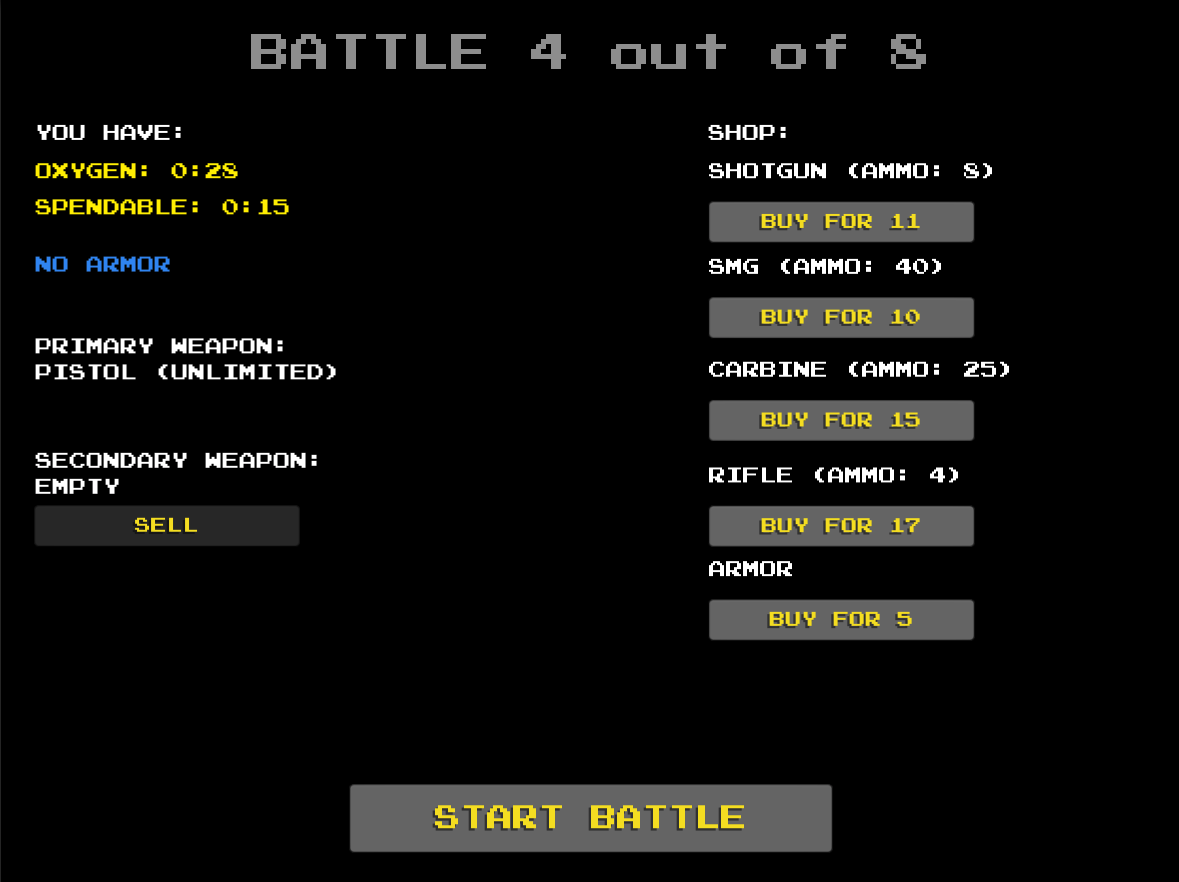 BATTLE 4 out of 8
YOU HAVE:
OXYGEN: 0:28
SPENDABLE: 0:15
NO ARMOR
PRIMARY WEAPON:
PISTOL (UNLIMITED)
SECONDARY WEAPON:
EMPTY
SELL
SHOP:
SHOTGUN (AMMO: 8)
BUY FOR 11
SMG (AMMO: 40)
BUY FOR 10
CARBINE (AMMO: 25)
BUY FOR 15
RIFLE (AMMO: 4)
BUY FOR 17
ARMOR
BUY FOR 5
START BATTLE